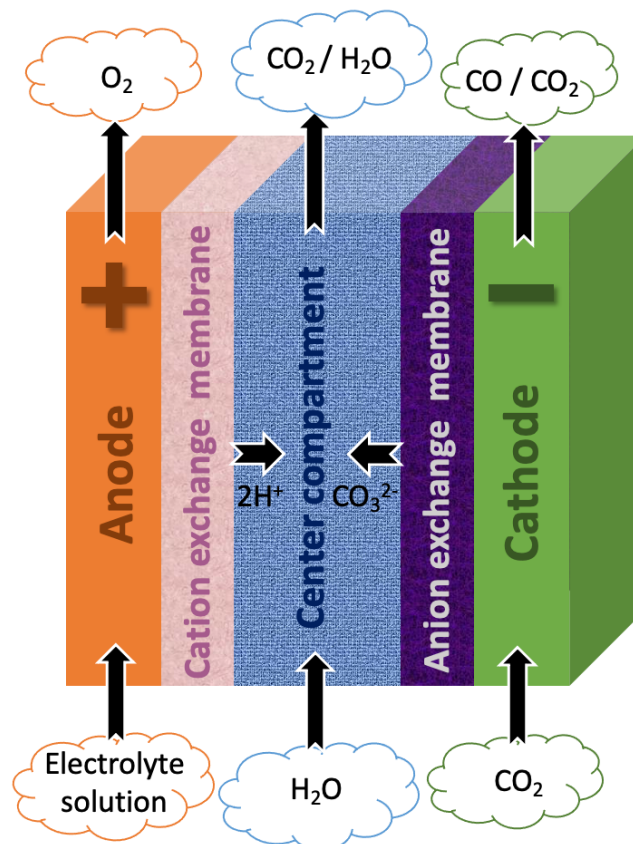 O₂
CO₂ / H₂O
CO / CO₂
+
−
Anode
Cation exchange membrane
Center compartment
Anion exchange membrane
Cathode
2H⁺
CO₃²⁻
Electrolyte
solution
H₂O
CO₂